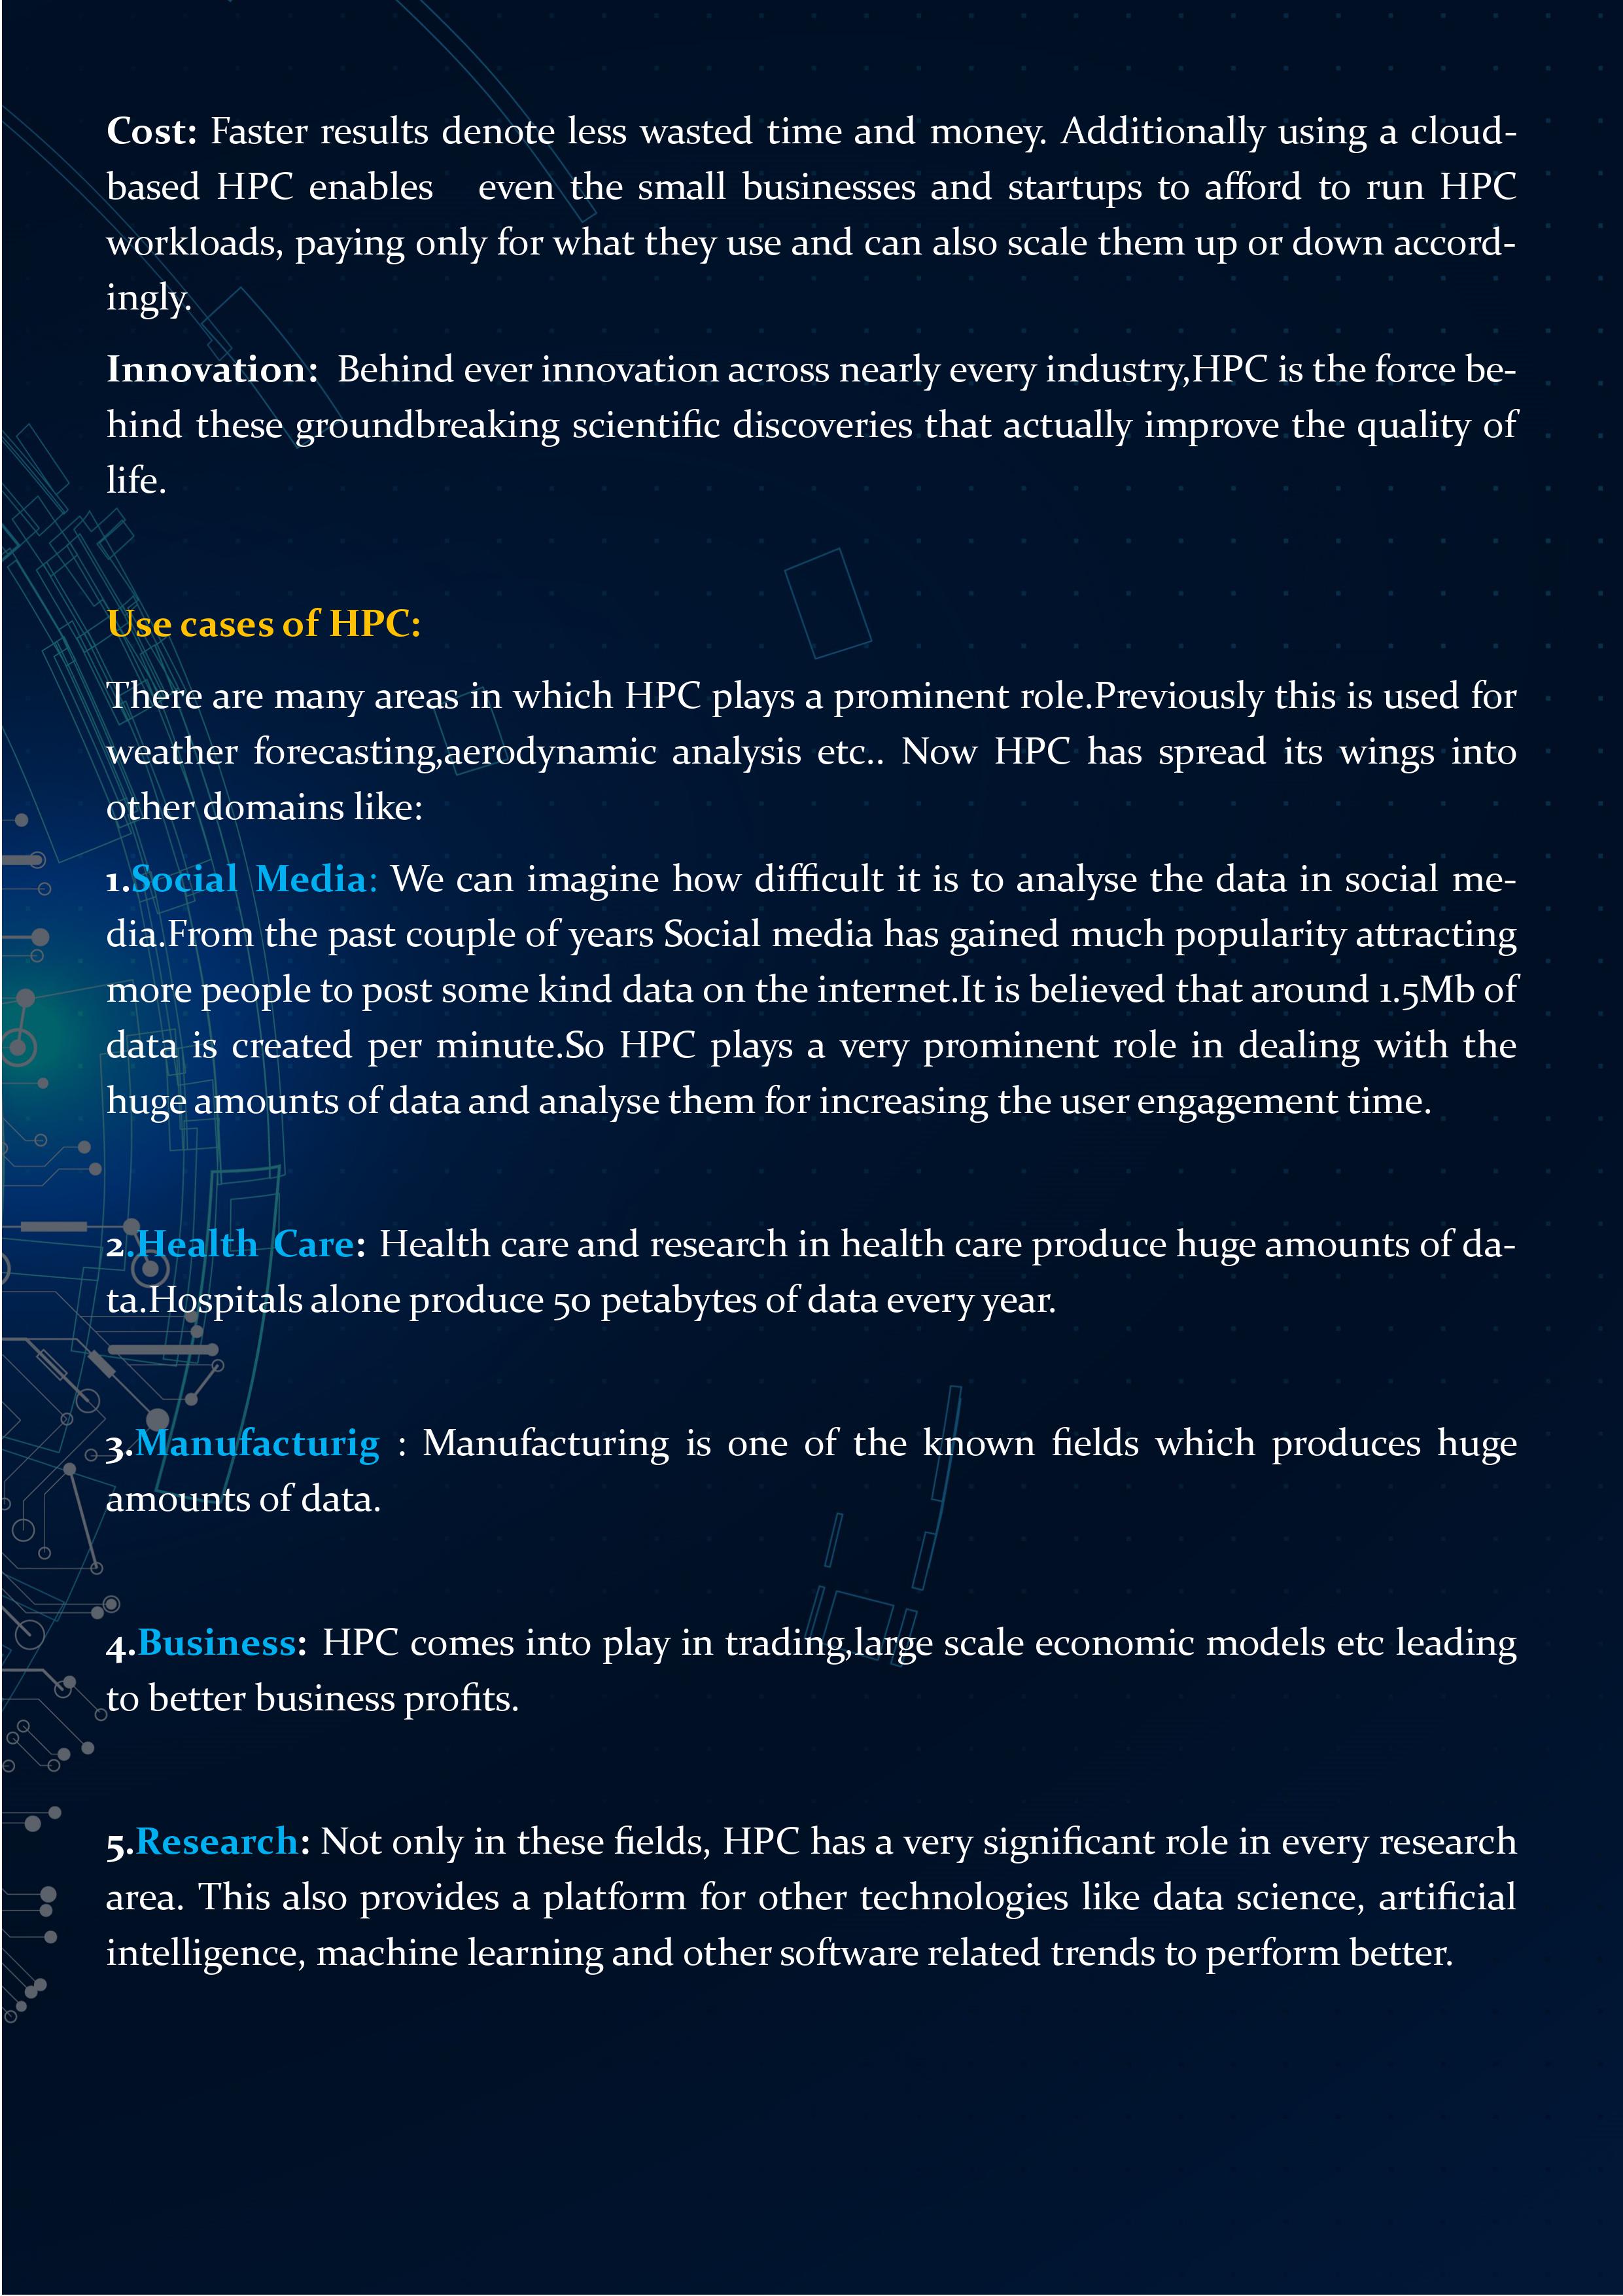 Cost: Faster results denote less wasted time and money. Additionally using a cloud-
based HPC enables even the small businesses and startups to afford to run HPC
workloads, paying only for what they use and can also scale them up or down accord-
ingly.
Innovation: Behind ever innovation across nearly every industry,HPC is the force be-
hind these groundbreaking scientific discoveries that actually improve the quality of
life.
Use cases of HPC:
There are many areas in which HPC plays a prominent role.Previously this is used for
weather forecasting,aerodynamic analysis etc.. Now HPC has spread its wings into
other domains like:
1.Social Media: We can imagine how difficult it is to analyse the data in social me-
dia.From the past couple of years Social media has gained much popularity attracting
more people to post some kind data on the internet.It is believed that around 1.5Mb of
data is created per minute.So HPC plays a very prominent role in dealing with the
huge amounts of data and analyse them for increasing the user engagement time.
2.Health Care: Health care and research in health care produce huge amounts of da-
ta.Hospitals alone produce 50 petabytes of data every year.
3.Manufacturig : Manufacturing is one of the known fields which produces huge
amounts of data.
4.Business: HPC comes into play in trading,large scale economic models etc leading
to better business profits.
5.Research: Not only in these fields, HPC has a very significant role in every research
area. This also provides a platform for other technologies like data science, artificial
intelligence, machine learning and other software related trends to perform better.